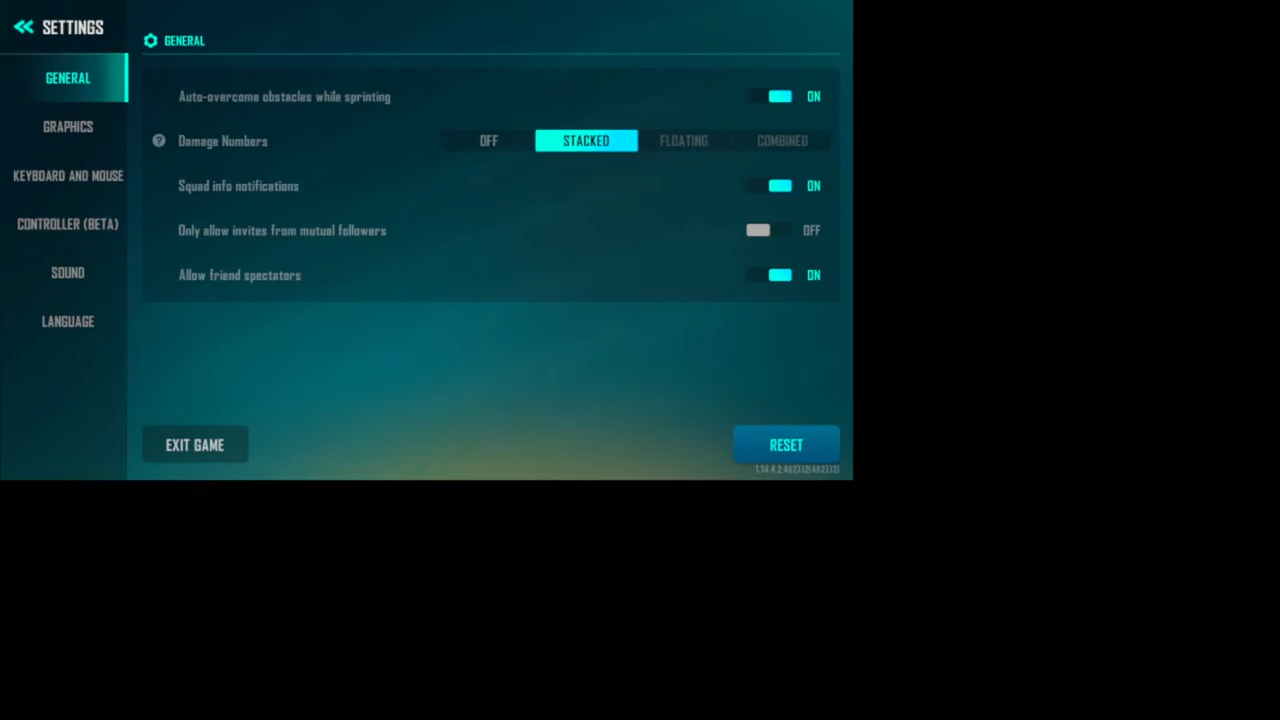 SETTINGS
GENERAL
GENERAL
GRAPHICS
KEYBOARD AND MOUSE
CONTROLLER (BETA)
SOUND
LANGUAGE
Auto-overcome obstacles while sprinting ON
Damage Numbers OFF STACKED FLOATING COMBINED
Squad info notifications ON
Only allow invites from mutual followers OFF
Allow friend spectators ON
EXIT GAME
RESET